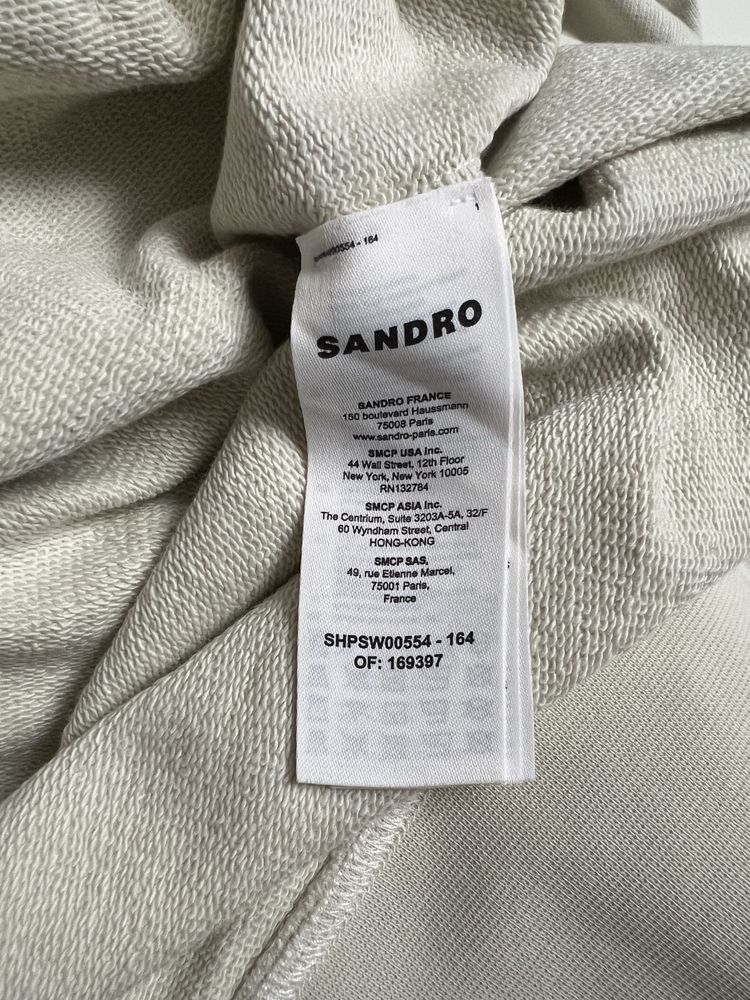 SHPSW00554 - 164
SANDRO
SANDRO FRANCE
150 boulevard Haussmann
75008 Paris
www.sandro-paris.com
SMCP USA Inc.
44 Wall Street, 12th Floor
New York, New York 10005
RN132784
SMCP ASIA Inc.
The Centrium, Suite 3203A-5A, 32/F
60 Wyndham Street, Central
HONG-KONG
SMCP SAS,
49, rue Etienne Marcel,
75001 Paris,
France
SHPSW00554 - 164
OF: 169397